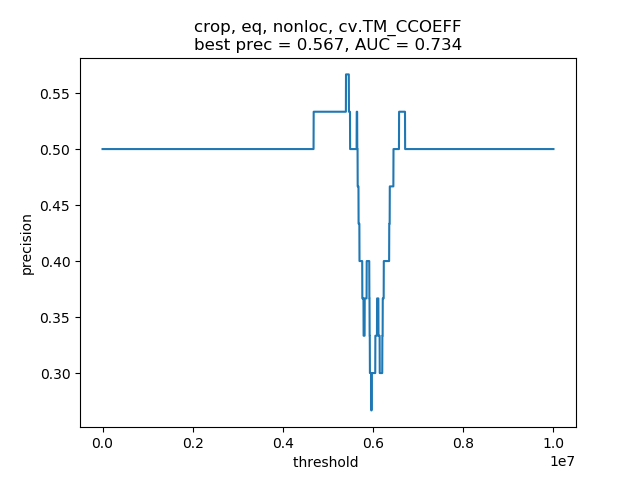 crop, eq, nonloc, cv.TM_CCOEFF
best prec = 0.567, AUC = 0.734
0.55
0.50
0.45
0.40
0.35
0.30
precision
0.0 0.2 0.4 0.6 0.8 1.0
1e7
threshold